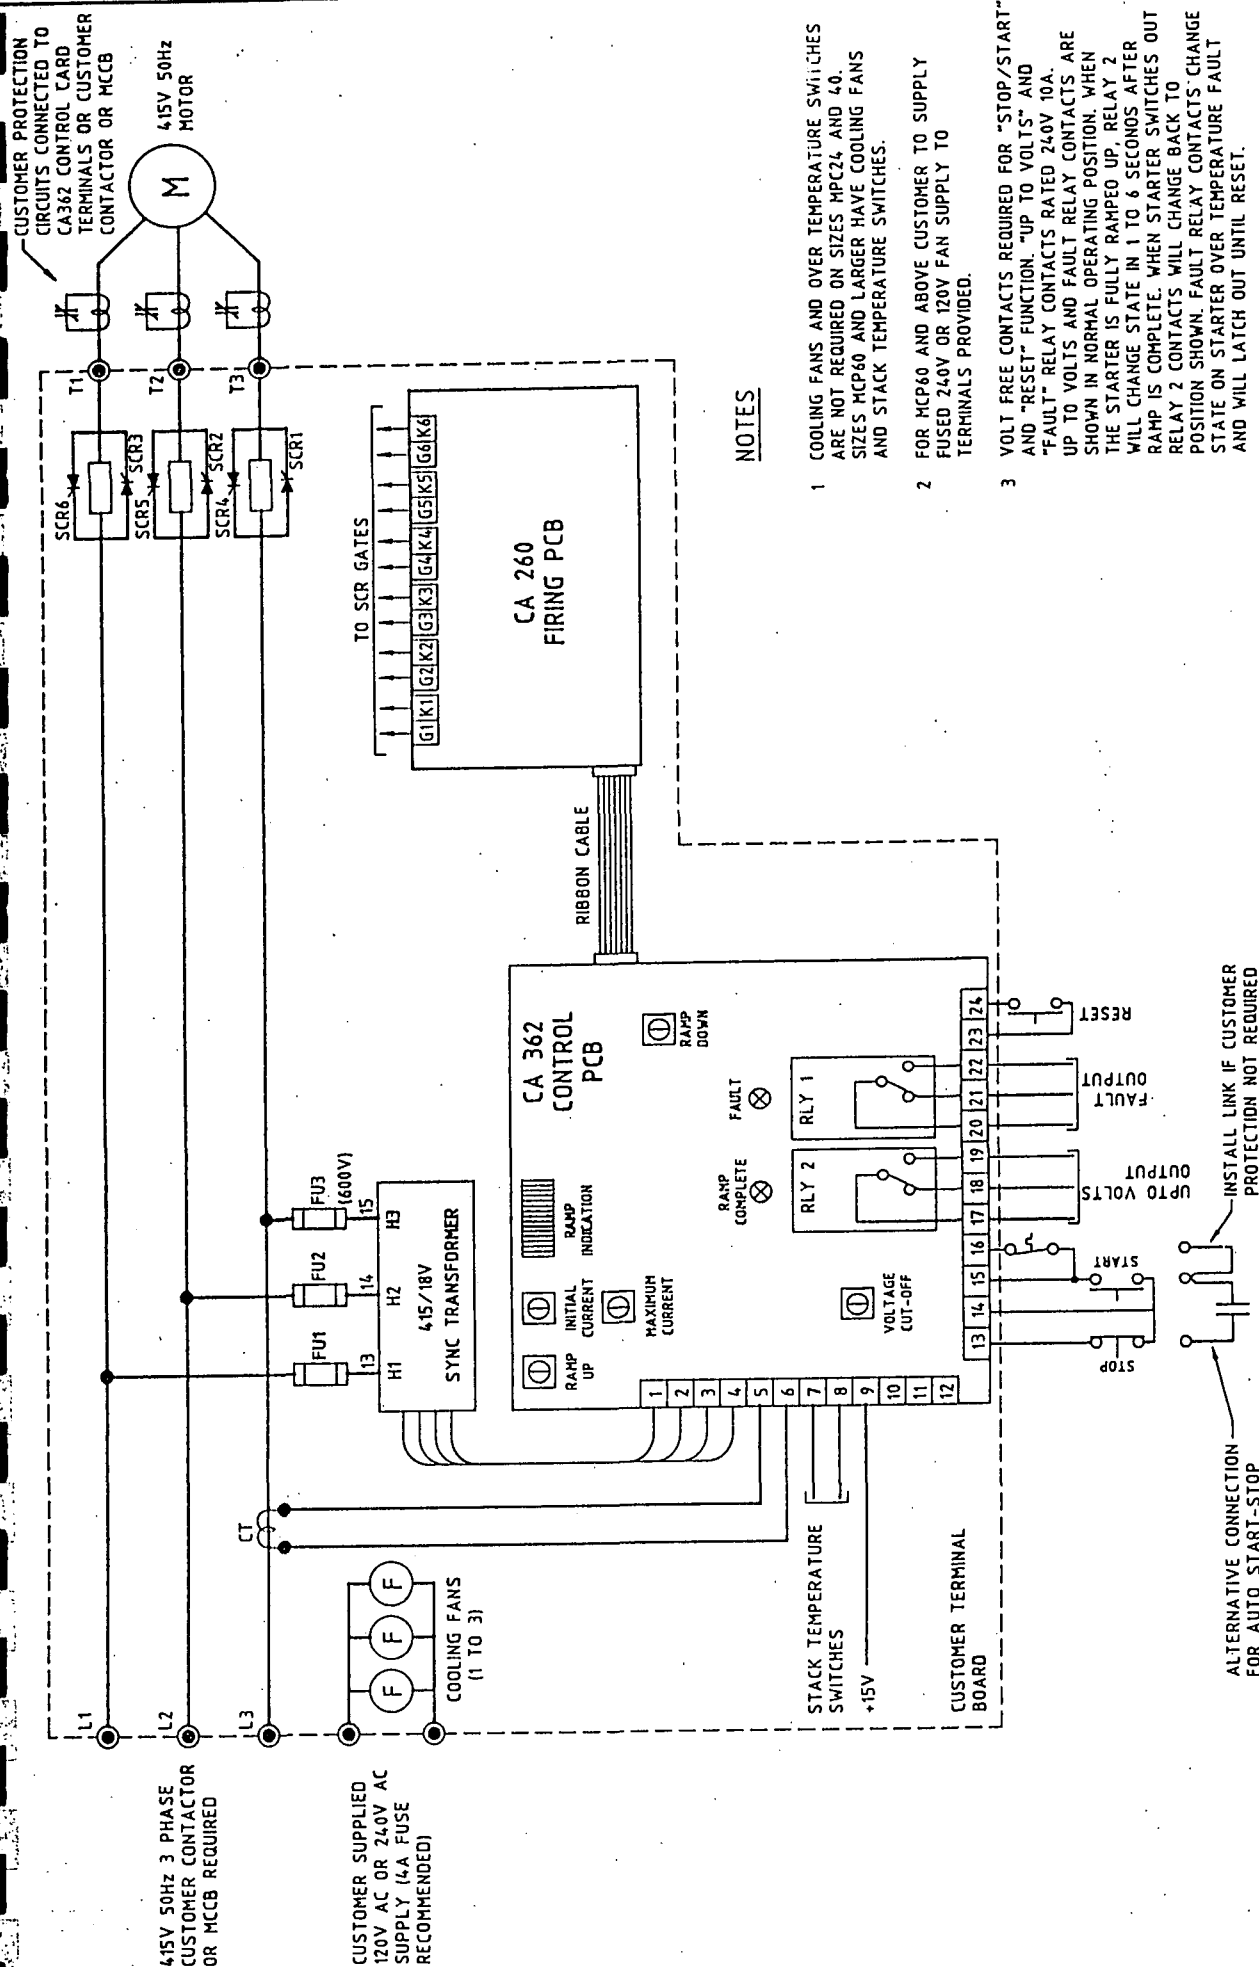 CUSTOMER PROTECTION
CIRCUITS CONNECTED TO
CA362 CONTROL CARD
TERMINALS OR CUSTOMER
CONTACTOR OR MCCB
415V 50Hz
MOTOR
M
T1
T2
T3
SCR6
SCR3
SCR5
SCR2
SCR4
SCR1
TO SCR GATES
G1 K1 G2 K2 G3 K3 G4 K4 G5 K5 G6 K6
CA 260
FIRING PCB
RIBBON CABLE
415V 50Hz 3 PHASE
CUSTOMER CONTACTOR
OR MCCB REQUIRED
L1
L2
L3
CUSTOMER SUPPLIED
120V AC OR 240V AC
SUPPLY (4A FUSE
RECOMMENDED)
F
F
F
COOLING FANS
(1 TO 3)
CT
FU1
FU2
FU3
(600V)
13
14
15
H1
H2
H3
415/18V
SYNC TRANSFORMER
CA 362
CONTROL
PCB
RAMP
UP
INITIAL
CURRENT
RAMP
INDICATION
MAXIMUM
CURRENT
RAMP
DOWN
VOLTAGE
CUT-OFF
RAMP
COMPLETE
FAULT
RLY 2
RLY 1
1
2
3
4
5
6
7
8
9
10
11
12
13 14 15 16 17 18 19 20 21 22 23 24
STACK TEMPERATURE
SWITCHES
+15V
CUSTOMER TERMINAL
BOARD
STOP
START
UPTO VOLTS
OUTPUT
FAULT
OUTPUT
RESET
ALTERNATIVE CONNECTION
FOR AUTO START-STOP
INSTALL LINK IF CUSTOMER
PROTECTION NOT REQUIRED
NOTES
1 COOLING FANS AND OVER TEMPERATURE SWITCHES
ARE NOT REQUIRED ON SIZES MPC24 AND 40.
SIZES MCP60 AND LARGER HAVE COOLING FANS
AND STACK TEMPERATURE SWITCHES.
2 FOR MCP60 AND ABOVE CUSTOMER TO SUPPLY
FUSED 240V OR 120V FAN SUPPLY TO
TERMINALS PROVIDED.
3 VOLT FREE CONTACTS REQUIRED FOR "STOP/START"
AND "RESET" FUNCTION. "UP TO VOLTS" AND
"FAULT" RELAY CONTACTS RATED 240V 10A.
UP TO VOLTS AND FAULT RELAY CONTACTS ARE
SHOWN IN NORMAL OPERATING POSITION. WHEN
THE STARTER IS FULLY RAMPED UP, RELAY 2
WILL CHANGE STATE IN 1 TO 6 SECONDS AFTER
RAMP IS COMPLETE. WHEN STARTER SWITCHES OUT
RELAY 2 CONTACTS WILL CHANGE BACK TO
POSITION SHOWN. FAULT RELAY CONTACTS CHANGE
STATE ON STARTER OVER TEMPERATURE FAULT
AND WILL LATCH OUT UNTIL RESET.